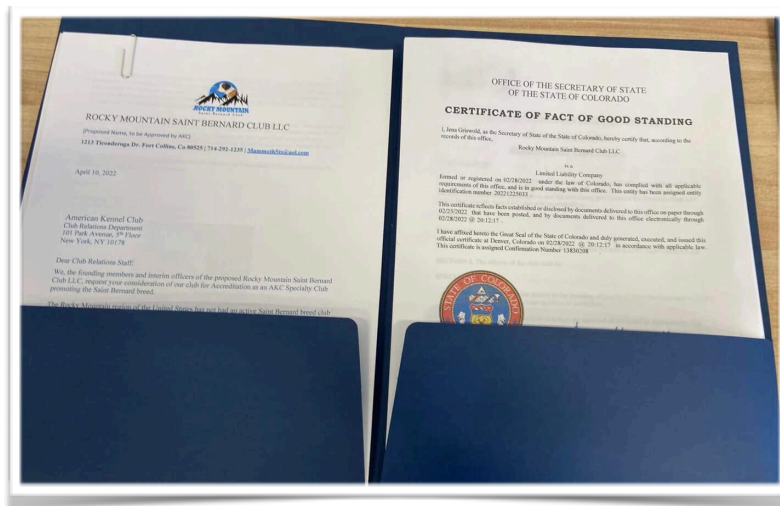 ROCKY MOUNTAIN
Saint Bernard Club
ROCKY MOUNTAIN SAINT BERNARD CLUB LLC
[Proposed Name, to be Approved by AKC]
1213 Ticonderoga Dr. Fort Collins, Co 80525 | 714-292-1235 | MammothSts@aol.com
April 10, 2022
American Kennel Club
Club Relations Department
101 Park Avenue, 5th Floor
New York, NY 10178
Dear Club Relations Staff:
We, the founding members and interim officers of the proposed Rocky Mountain Saint Bernard
Club LLC, request your consideration of our club for Accreditation as an AKC Specialty Club
promoting the Saint Bernard breed.
The Rocky Mountain region of the United States has not had an active Saint Bernard breed club
OFFICE OF THE SECRETARY OF STATE
OF THE STATE OF COLORADO
CERTIFICATE OF FACT OF GOOD STANDING
I, Jena Griswold, as the Secretary of State of the State of Colorado, hereby certify that, according to the
records of this office,
Rocky Mountain Saint Bernard Club LLC
is a
Limited Liability Company
formed or registered on 02/28/2022 under the law of Colorado, has complied with all applicable
requirements of this office, and is in good standing with this office. This entity has been assigned entity
identification number 20221225033 .
This certificate reflects facts established or disclosed by documents delivered to this office on paper through
02/25/2022 that have been posted, and by documents delivered to this office electronically through
02/28/2022 @ 20:12:17 .
I have affixed hereto the Great Seal of the State of Colorado and duly generated, executed, and issued this
official certificate at Denver, Colorado on 02/28/2022 @ 20:12:17 in accordance with applicable law.
This certificate is assigned Confirmation Number 13830208
STATE OF COLORADO